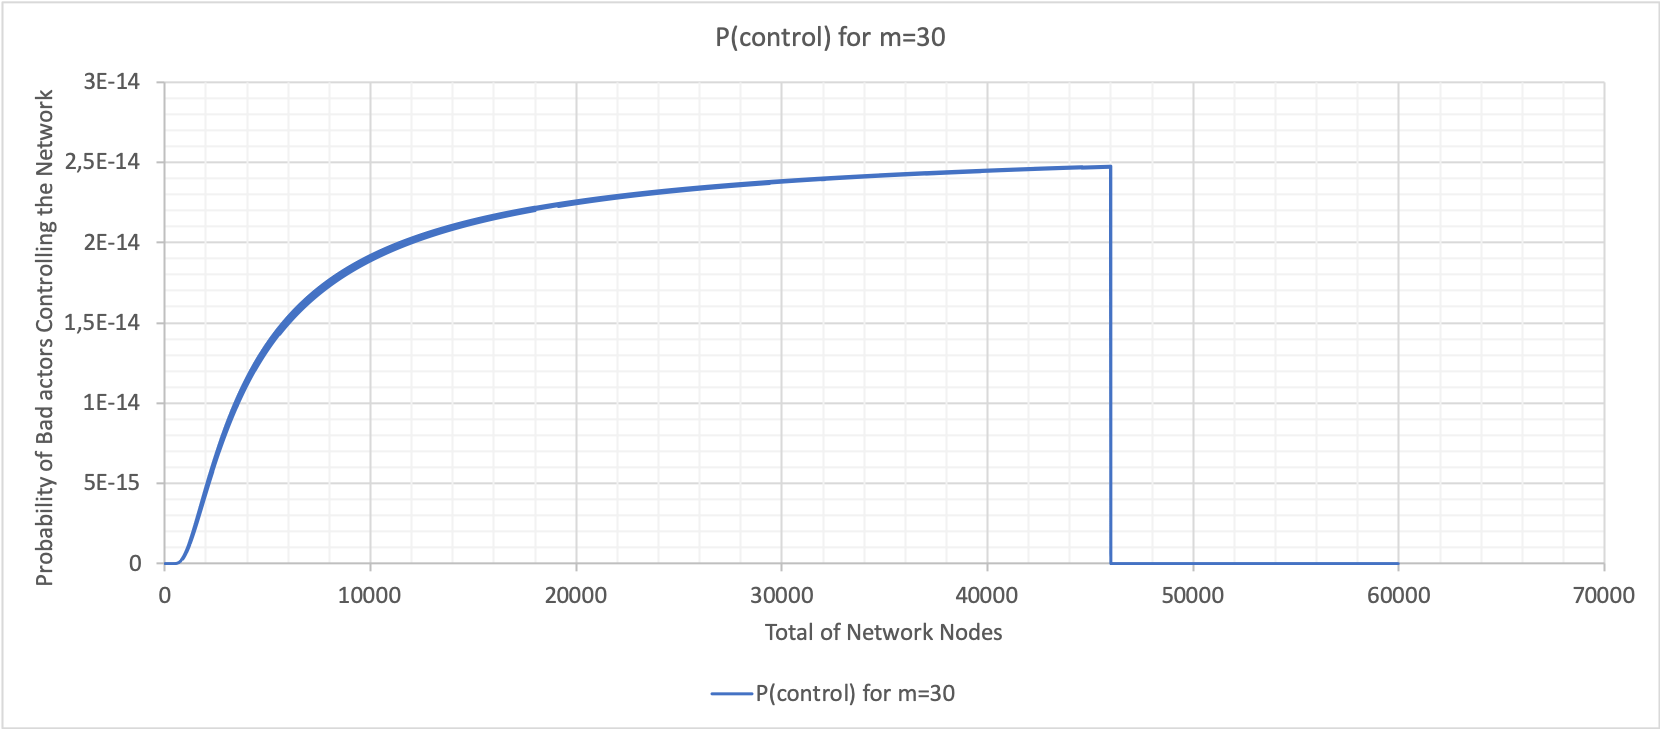 P(control) for m=30
Probability of Bad actors Controlling the Network
3E-14
2,5E-14
2E-14
1,5E-14
1E-14
5E-15
0
0 10000 20000 30000 40000 50000 60000 70000
Total of Network Nodes
P(control) for m=30